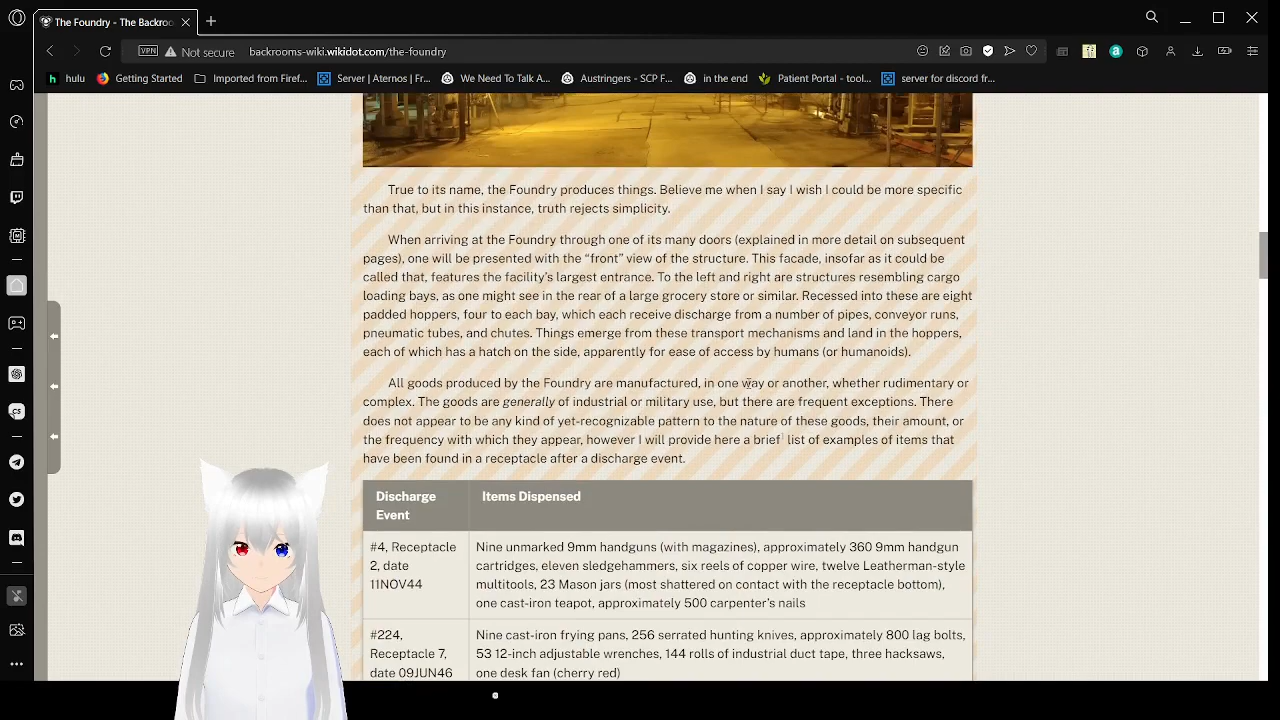 The Foundry - The Backroo
VPN Not secure backrooms-wiki.wikidot.com/the-foundry
hulu Getting Started Imported from Firef... Server | Aternos | Fr... We Need To Talk A... Austringers - SCP F... in the end Patient Portal - tool... server for discord fr...
True to its name, the Foundry produces things. Believe me when I say I wish I could be more specific
than that, but in this instance, truth rejects simplicity.
When arriving at the Foundry through one of its many doors (explained in more detail on subsequent
pages), one will be presented with the “front” view of the structure. This facade, insofar as it could be
called that, features the facility’s largest entrance. To the left and right are structures resembling cargo
loading bays, as one might see in the rear of a large grocery store or similar. Recessed into these are eight
padded hoppers, four to each bay, which each receive discharge from a number of pipes, conveyor runs,
pneumatic tubes, and chutes. Things emerge from these transport mechanisms and land in the hoppers,
each of which has a hatch on the side, apparently for ease of access by humans (or humanoids).
All goods produced by the Foundry are manufactured, in one way or another, whether rudimentary or
complex. The goods are generally of industrial or military use, but there are frequent exceptions. There
does not appear to be any kind of yet-recognizable pattern to the nature of these goods, their amount, or
the frequency with which they appear, however I will provide here a brief list of examples of items that
have been found in a receptacle after a discharge event.
Discharge
Event
Items Dispensed
#4, Receptacle
2, date
11NOV44
Nine unmarked 9mm handguns (with magazines), approximately 360 9mm handgun
cartridges, eleven sledgehammers, six reels of copper wire, twelve Leatherman-style
multitools, 23 Mason jars (most shattered on contact with the receptacle bottom),
one cast-iron teapot, approximately 500 carpenter’s nails
#224,
Receptacle 7,
date 09JUN46
Nine cast-iron frying pans, 256 serrated hunting knives, approximately 800 lag bolts,
53 12-inch adjustable wrenches, 144 rolls of industrial duct tape, three hacksaws,
one desk fan (cherry red)